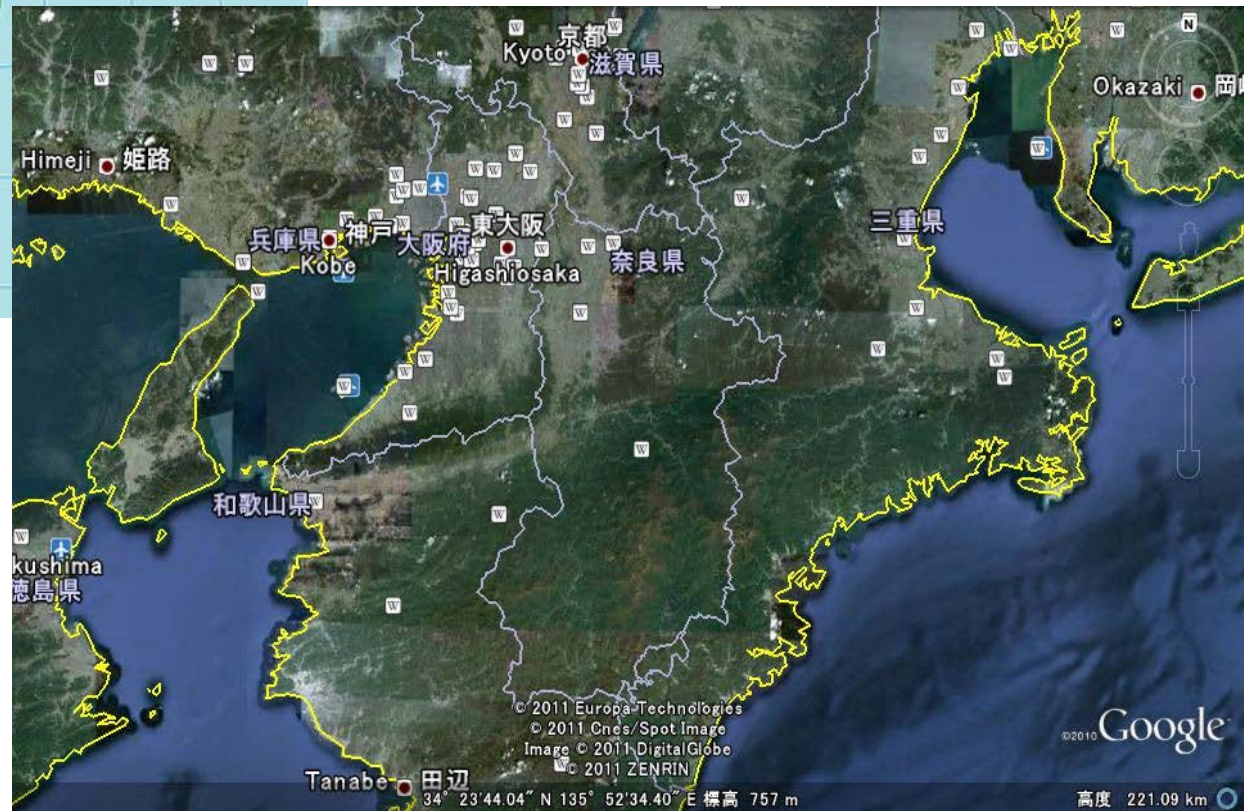 京都
Kyoto
滋賀県
N
Okazaki
Himeji 姫路
兵庫県
神戸
Kobe
大阪府
東大阪
Higashiosaka
奈良県
三重県
和歌山県
kushima
徳島県
Tanabe 田辺
© 2011 Europa Technologies
© 2011 Cnes/Spot Image
Image © 2011 DigitalGlobe
© 2011 ZENRIN
©2010 Google
34° 23'44.04" N 135° 52'34.40" E 標高 757 m
高度 221.09 km